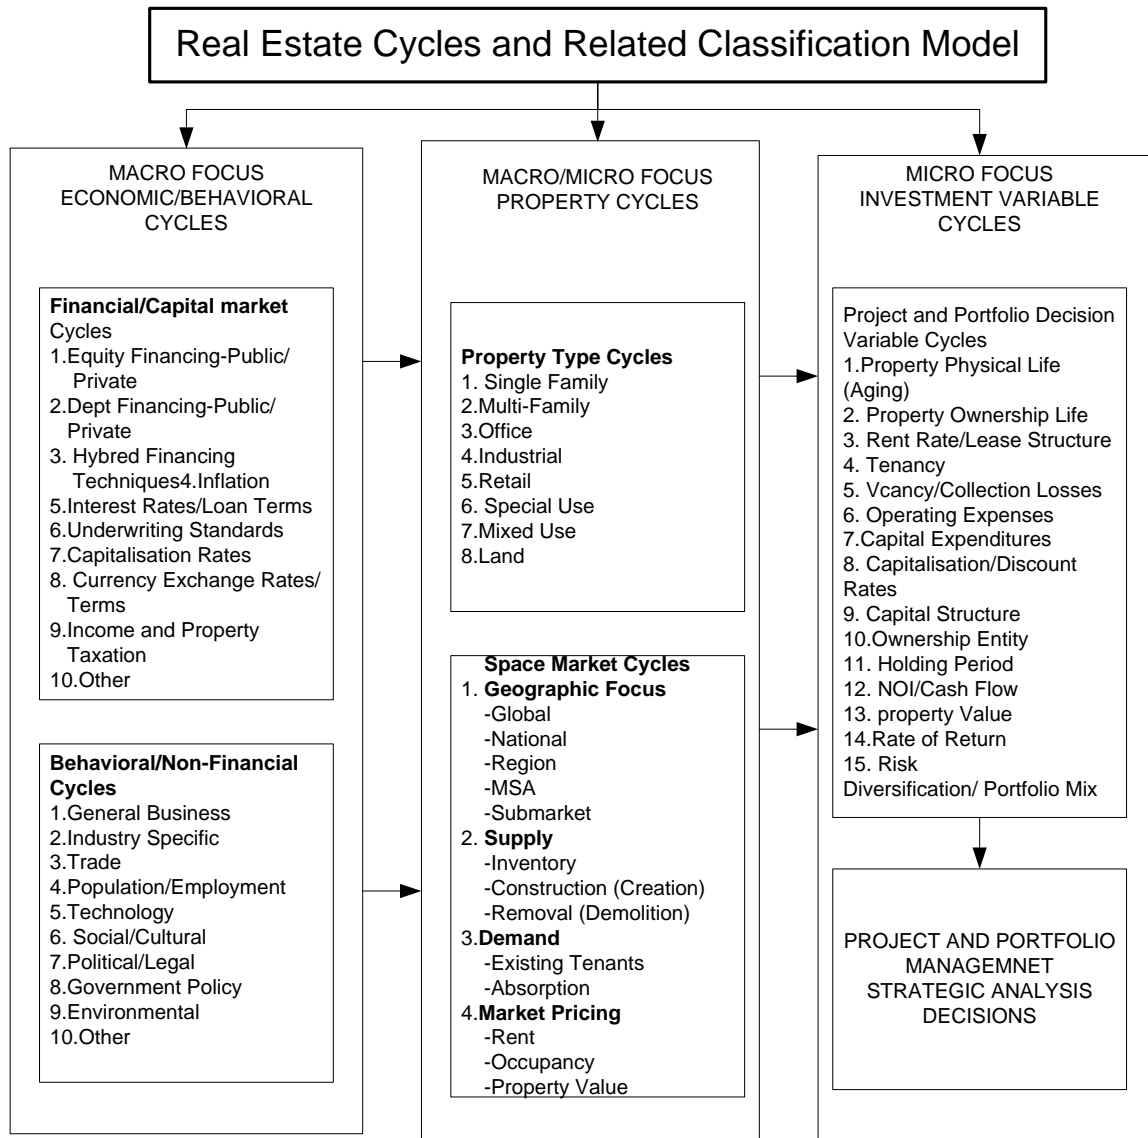 Real Estate Cycles and Related Classification Model
MACRO FOCUS
ECONOMIC/BEHAVIORAL
CYCLES
Financial/Capital market
Cycles
1.Equity Financing-Public/
Private
2.Dept Financing-Public/
Private
3. Hybred Financing
Techniques4.Inflation
5.Interest Rates/Loan Terms
6.Underwriting Standards
7.Capitalisation Rates
8. Currency Exchange Rates/
Terms
9.Income and Property
Taxation
10.Other
Behavioral/Non-Financial
Cycles
1.General Business
2.Industry Specific
3.Trade
4.Population/Employment
5.Technology
6. Social/Cultural
7.Political/Legal
8.Government Policy
9.Environmental
10.Other
MACRO/MICRO FOCUS
PROPERTY CYCLES
Property Type Cycles
1. Single Family
2.Multi-Family
3.Office
4.Industrial
5.Retail
6. Special Use
7.Mixed Use
8.Land
Space Market Cycles
1. Geographic Focus
-Global
-National
-Region
-MSA
-Submarket
2. Supply
-Inventory
-Construction (Creation)
-Removal (Demolition)
3.Demand
-Existing Tenants
-Absorption
4.Market Pricing
-Rent
-Occupancy
-Property Value
MICRO FOCUS
INVESTMENT VARIABLE
CYCLES
Project and Portfolio Decision
Variable Cycles
1.Property Physical Life
(Aging)
2. Property Ownership Life
3. Rent Rate/Lease Structure
4. Tenancy
5. Vcancy/Collection Losses
6. Operating Expenses
7.Capital Expenditures
8. Capitalisation/Discount
Rates
9. Capital Structure
10.Ownership Entity
11. Holding Period
12. NOI/Cash Flow
13. property Value
14.Rate of Return
15. Risk
Diversification/ Portfolio Mix
PROJECT AND PORTFOLIO
MANAGEMNET
STRATEGIC ANALYSIS
DECISIONS